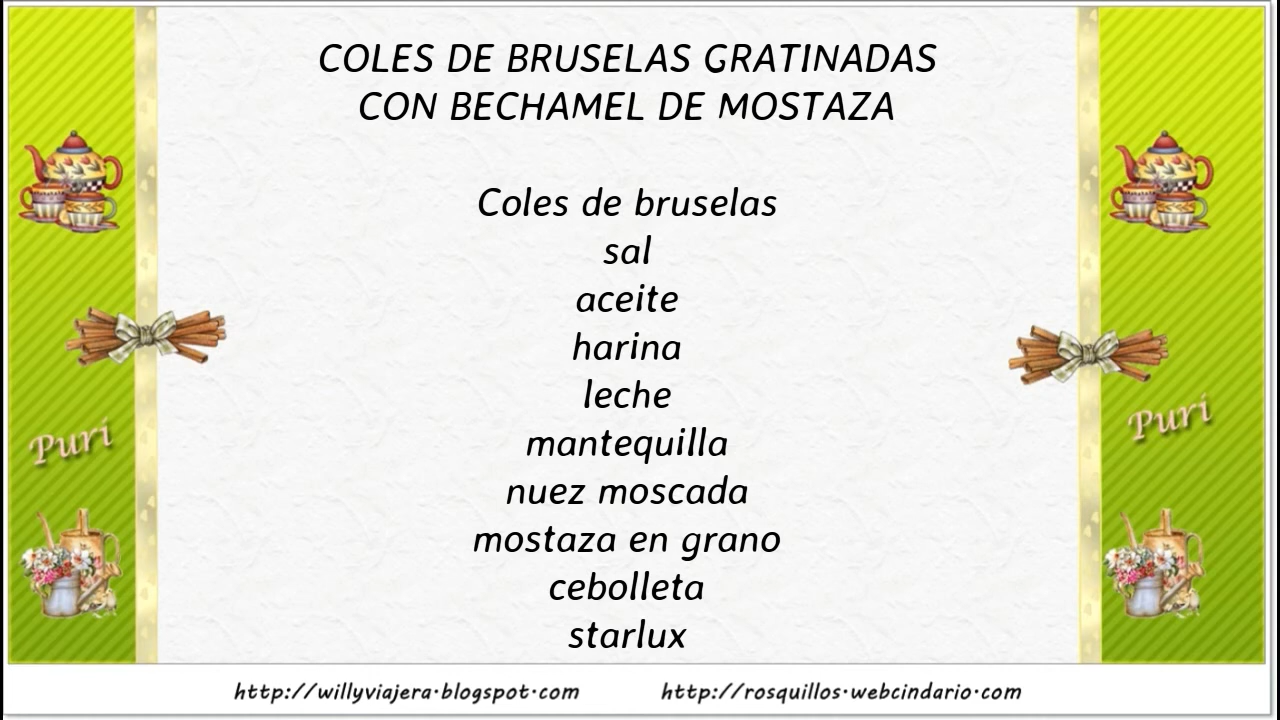 COLES DE BRUSELAS GRATINADAS
CON BECHAMEL DE MOSTAZA
Coles de bruselas
sal
aceite
harina
leche
mantequilla
nuez moscada
mostaza en grano
cebolleta
starlux
Puri
Puri
http://willyviajera.blogspot.com
http://rosquillos.webcindario.com